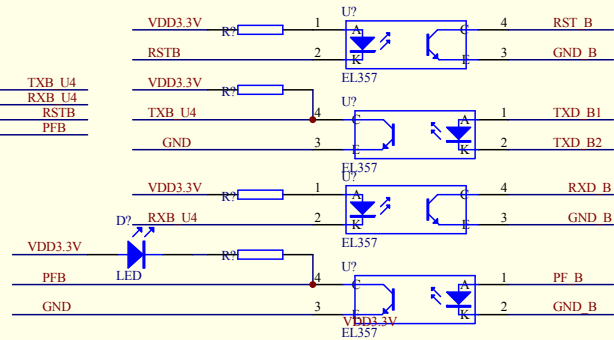 U?
VDD3.3V R? 1 A C 4 RST_B
RSTB 2 K E 3 GND_B
EL357
TXB_U4 VDD3.3V R?
RXB_U4 U?
RSTB TXB_U4 4 C A 1 TXD_B1
PFB
GND 3 E K 2 TXD_B2
EL357
U?
VDD3.3V R? 1 A C 4 RXD_B
D? RXB_U4 2 K E 3 GND_B
EL357
VDD3.3V R?
LED U?
PFB 4 C A 1 PF_B
GND 3 E K 2 GND_B
VDD3.3V
EL357